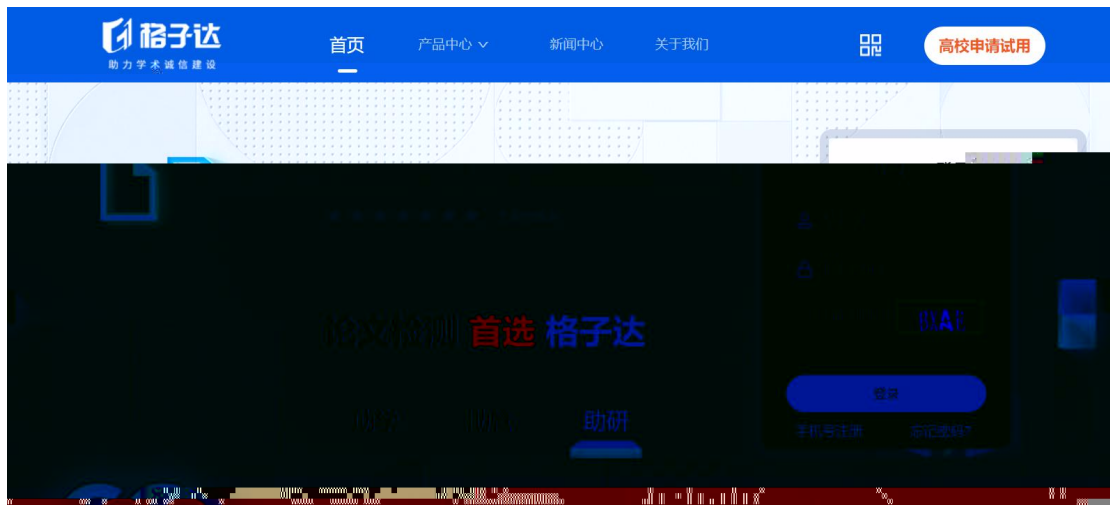 格子达
助力学术诚信建设
首页 产品中心 新闻中心 关于我们 高校申请试用
论文检测 首选 格子达
助研
登录
手机号注册 忘记密码?